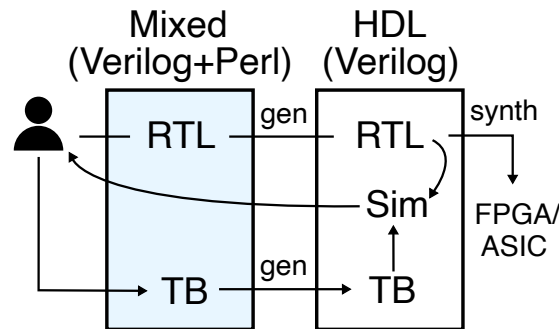 Mixed
(Verilog+Perl)
HDL
(Verilog)
RTL
gen
RTL
synth
Sim
FPGA/
ASIC
TB
gen
TB